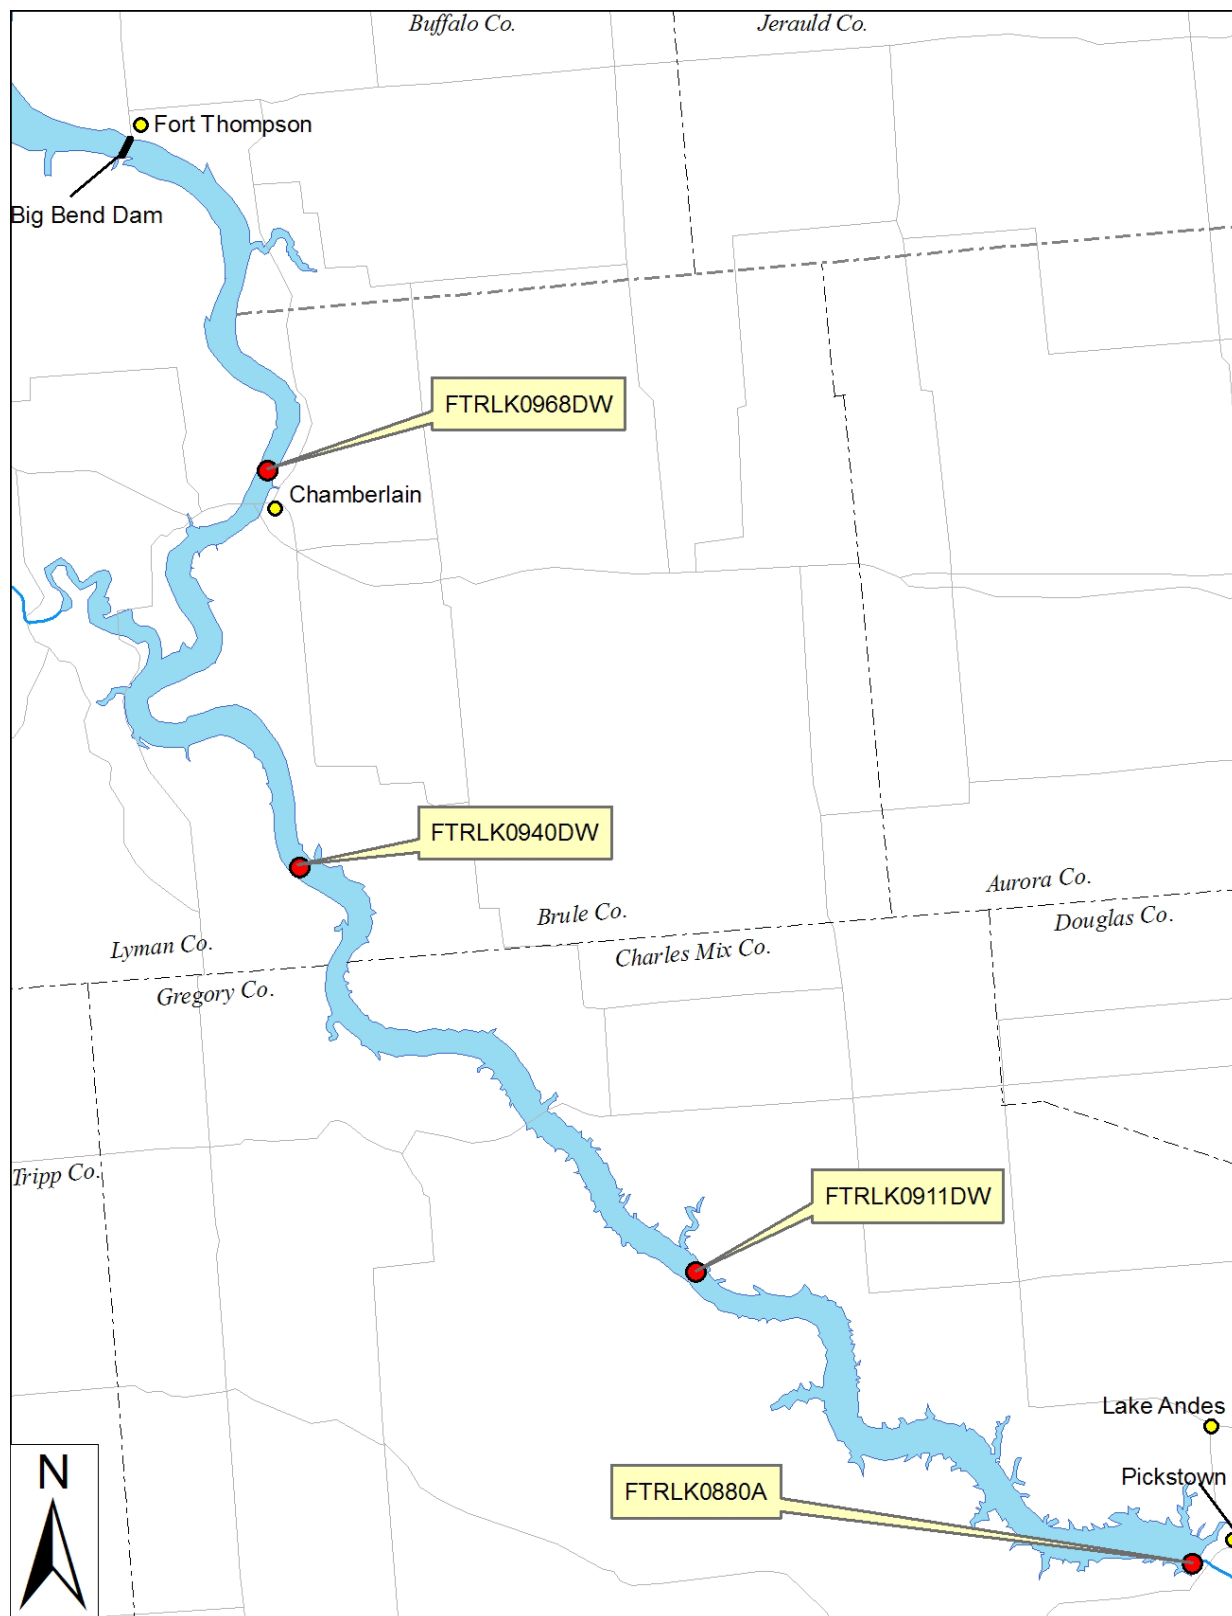 Buffalo Co.
Jerauld Co.
Fort Thompson
Big Bend Dam
FTRLK0968DW
Chamberlain
FTRLK0940DW
Aurora Co.
Brule Co.
Douglas Co.
Lyman Co.
Charles Mix Co.
Gregory Co.
Tripp Co.
FTRLK0911DW
Lake Andes
N
Pickstown
FTRLK0880A